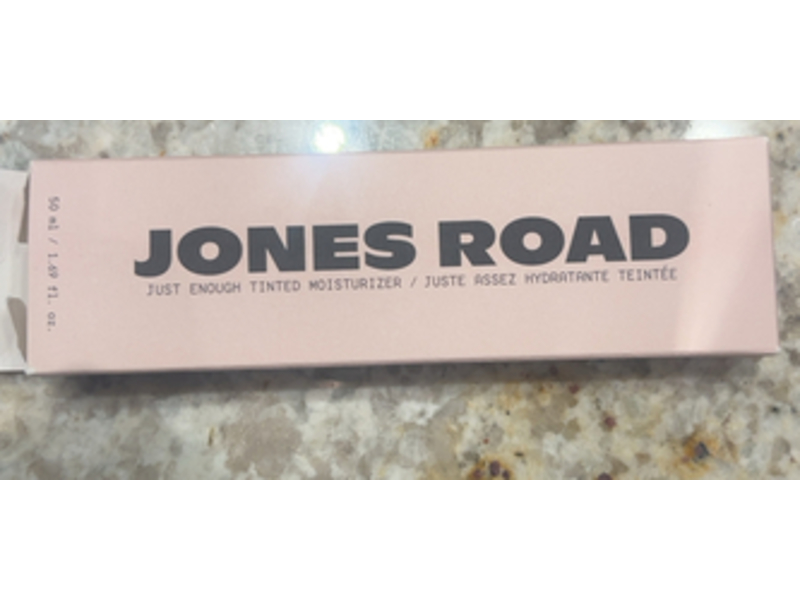 50 ml / 1.69 fl. oz.
JONES ROAD
JUST ENOUGH TINTED MOISTURIZER / JUSTE ASSEZ HYDRATANTE TEINTÉE